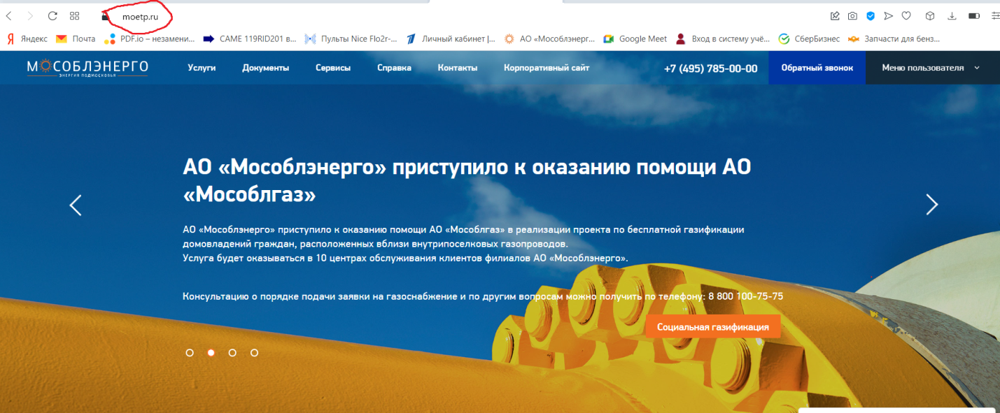 moetp.ru
Яндекс Почта PDF.io – незамени... CAME 119RID201 в... Пульты Nice Flo2r-... Личный кабинет |... АО «Мособлэнерг... Google Meet Вход в систему учё... СберБизнес Запчасти для бенз...
МОСОБЛЭНЕРГО Услуги Документы Сервисы Справка Контакты Корпоративный сайт +7 (495) 785-00-00 Обратный звонок Меню пользователя
ЭНЕРГИЯ ПОДМОСКОВЬЯ
АО «Мособлэнерго» приступило к оказанию помощи АО
«Мособлгаз»
АО «Мособлэнерго» приступило к оказанию помощи АО «Мособлгаз» в реализации проекта по бесплатной газификации
домовладений граждан, расположенных вблизи внутрипоселковых газопроводов.
Услуга будет оказываться в 10 центрах обслуживания клиентов филиалов АО «Мособлэнерго».
Консультацию о порядке подачи заявки на газоснабжение и по другим вопросам можно получить по телефону: 8 800 100-75-75
Социальная газификация